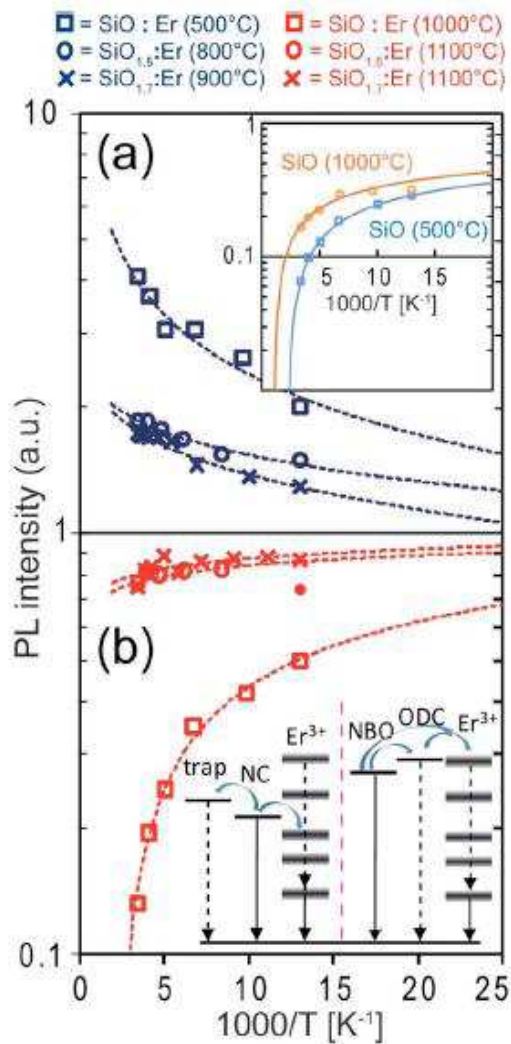 □ = SiO : Er (500°C) □ = SiO : Er (1000°C)
o = SiO1.5:Er (800°C) o = SiO1.5:Er (1100°C)
× = SiO1.7:Er (900°C) × = SiO1.7:Er (1100°C)
10
(a)
1
SiO (1000°C)
SiO (500°C)
0.1
5 10 15
1000/T [K⁻¹]
PL intensity (a.u.)
1
(b)
trap NC Er³⁺ NBO ODC Er³⁺
0.1
5 10 15 20 25
1000/T [K⁻¹]